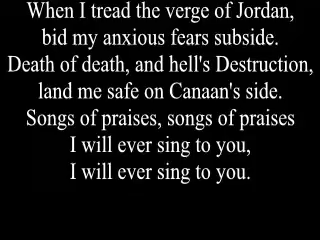 When I tread the verge of Jordan,
bid my anxious fears subside.
Death of death, and hell's Destruction,
land me safe on Canaan's side.
Songs of praises, songs of praises
I will ever sing to you,
I will ever sing to you.